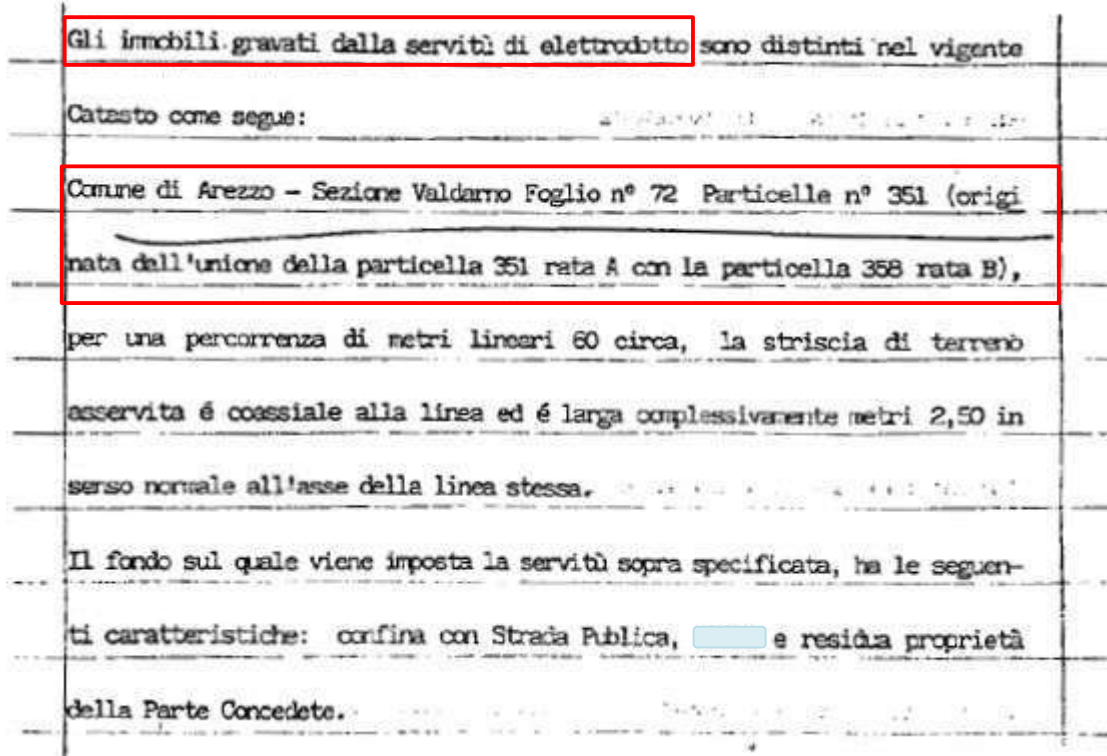 Gli immobili gravati dalla servitù di elettrodotto sono distinti nel vigente
Catasto come segue:
Comune di Arezzo - Sezione Valdarno Foglio n° 72 Particelle n° 351 (origi
nata dall'unione della particella 351 rata A con la particella 358 rata B),
per una percorrenza di metri lineari 60 circa, la striscia di terreno
asservita é coassiale alla linea ed é larga complessivamente metri 2,50 in
senso normale all'asse della linea stessa.
Il fondo sul quale viene imposta la servitù sopra specificata, ha le seguen-
ti caratteristiche: confina con Strada Publica, e residua proprietà
della Parte Concedete.